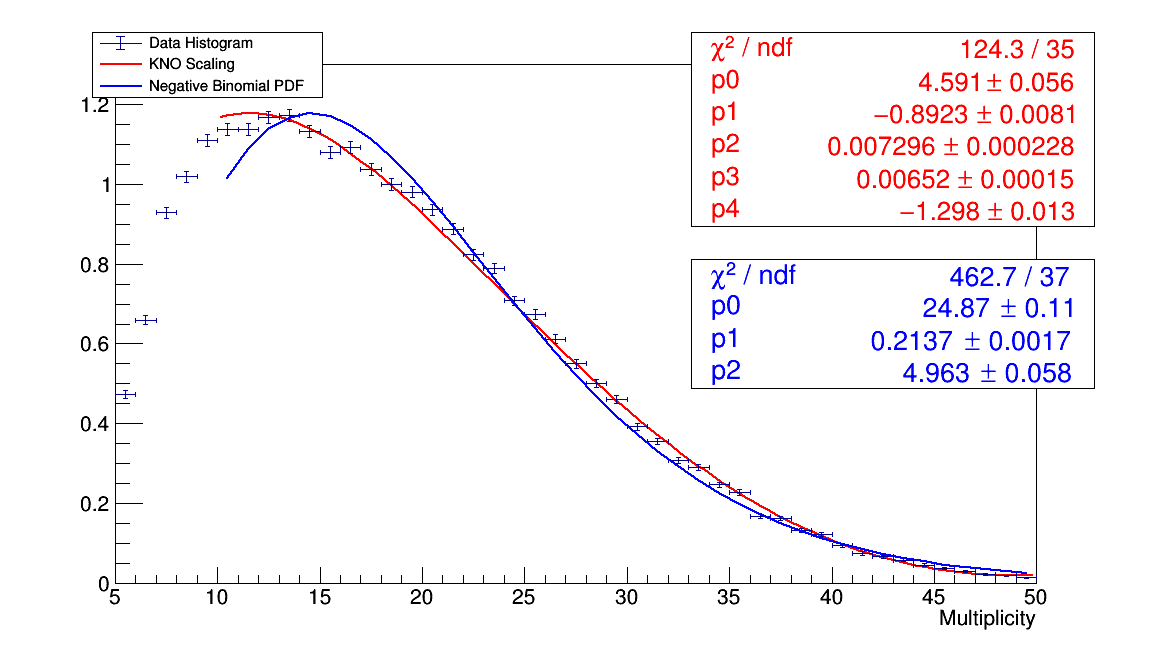 Data Histogram
KNO Scaling
Negative Binomial PDF
χ² / ndf 124.3 / 35
p0 4.591 ± 0.056
p1 −0.8923 ± 0.0081
p2 0.007296 ± 0.000228
p3 0.00652 ± 0.00015
p4 −1.298 ± 0.013
χ² / ndf 462.7 / 37
p0 24.87 ± 0.11
p1 0.2137 ± 0.0017
p2 4.963 ± 0.058
1.2
1
0.8
0.6
0.4
0.2
0
5 10 15 20 25 30 35 40 45 50
Multiplicity